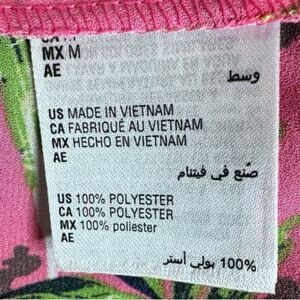 CA M
MX M
AE
وسط
US MADE IN VIETNAM
CA FABRIQUÉ AU VIETNAM
MX HECHO EN VIETNAM
AE
صنع في فيتنام
US 100% POLYESTER
CA 100% POLYESTER
MX 100% poliester
AE
100% بولي أستر